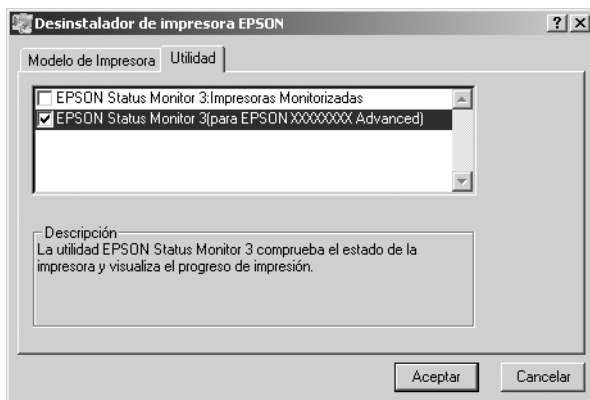 Desinstalador de impresora EPSON
Modelo de Impresora Utilidad
EPSON Status Monitor 3:Impresoras Monitorizadas
EPSON Status Monitor 3(para EPSON XXXXXXXX Advanced)
Descripción
La utilidad EPSON Status Monitor 3 comprueba el estado de la
impresora y visualiza el progreso de impresión.
Aceptar Cancelar